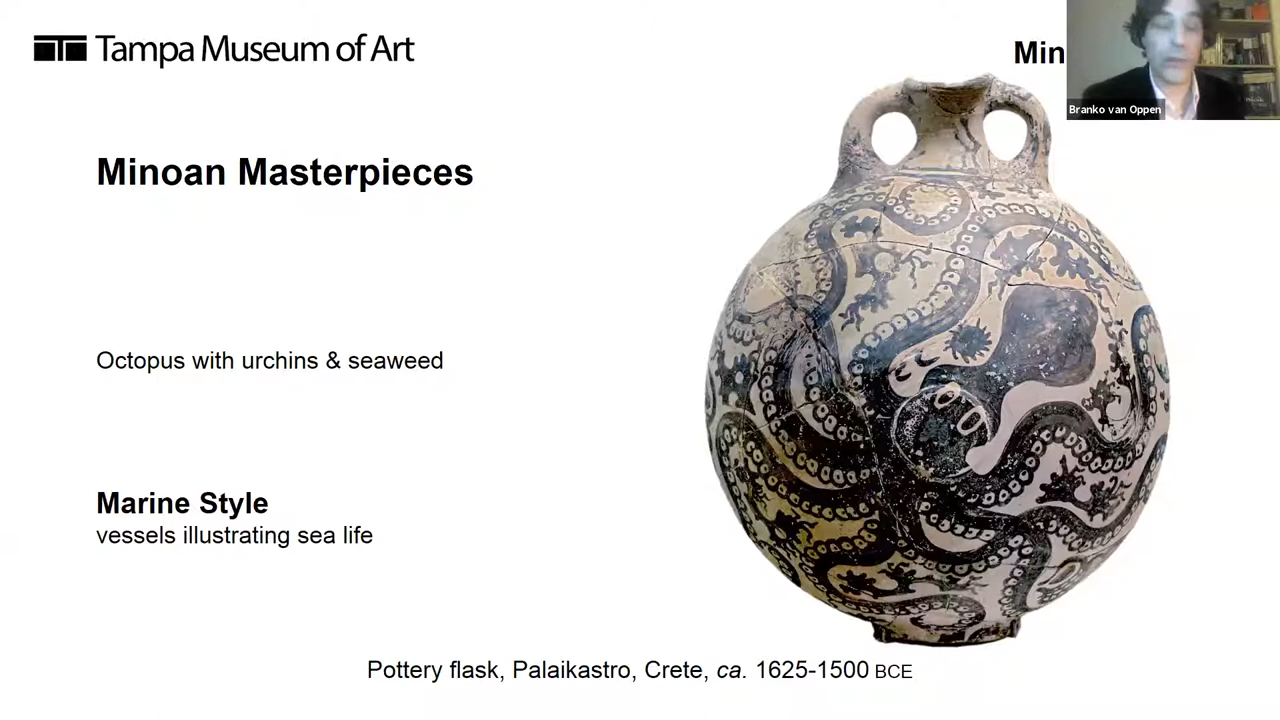 Tampa Museum of Art
Min
Branko van Oppen
Minoan Masterpieces
Octopus with urchins & seaweed
Marine Style
vessels illustrating sea life
Pottery flask, Palaikastro, Crete, ca. 1625-1500 BCE